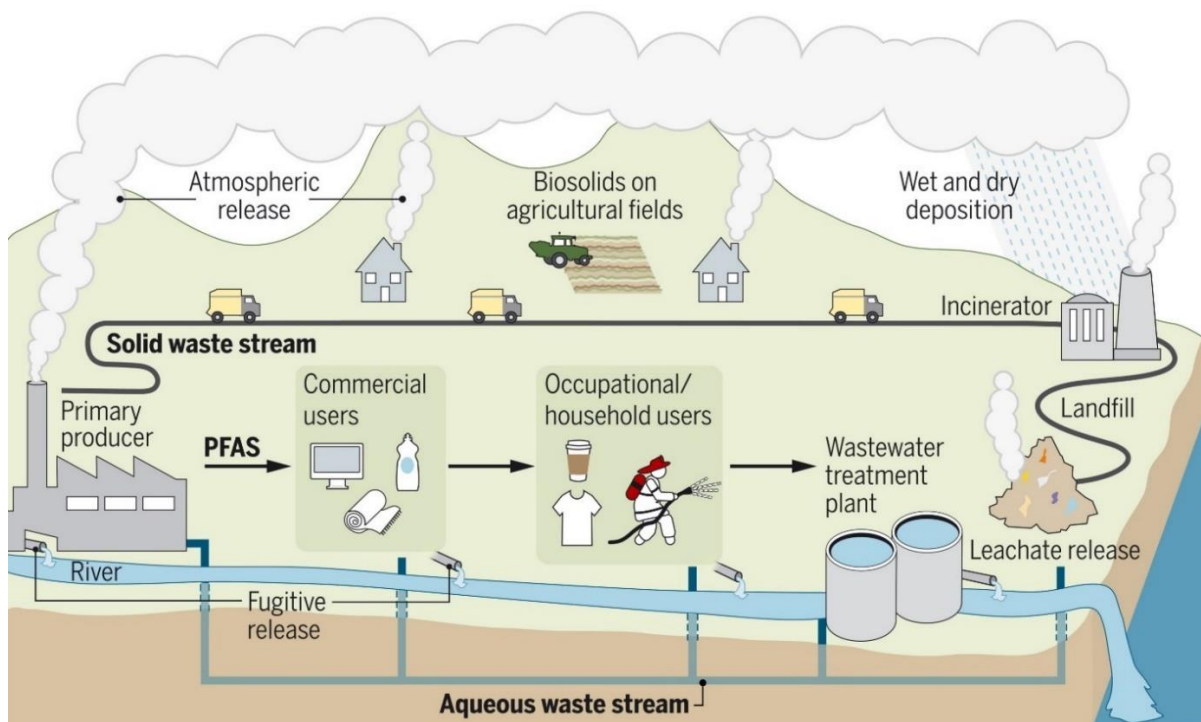 Atmospheric
release
Biosolids on
agricultural fields
Wet and dry
deposition
Incinerator
Solid waste stream
Primary
producer
PFAS
Commercial
users
Occupational/
household users
Wastewater
treatment
plant
Landfill
Leachate release
River
Fugitive
release
Aqueous waste stream